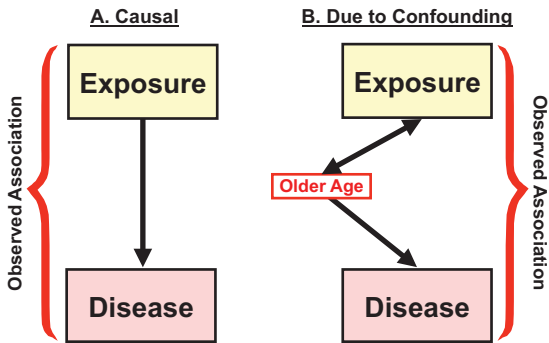 A. Causal
B. Due to Confounding
Observed Association
Exposure
Exposure
Observed Association
Older Age
Disease
Disease